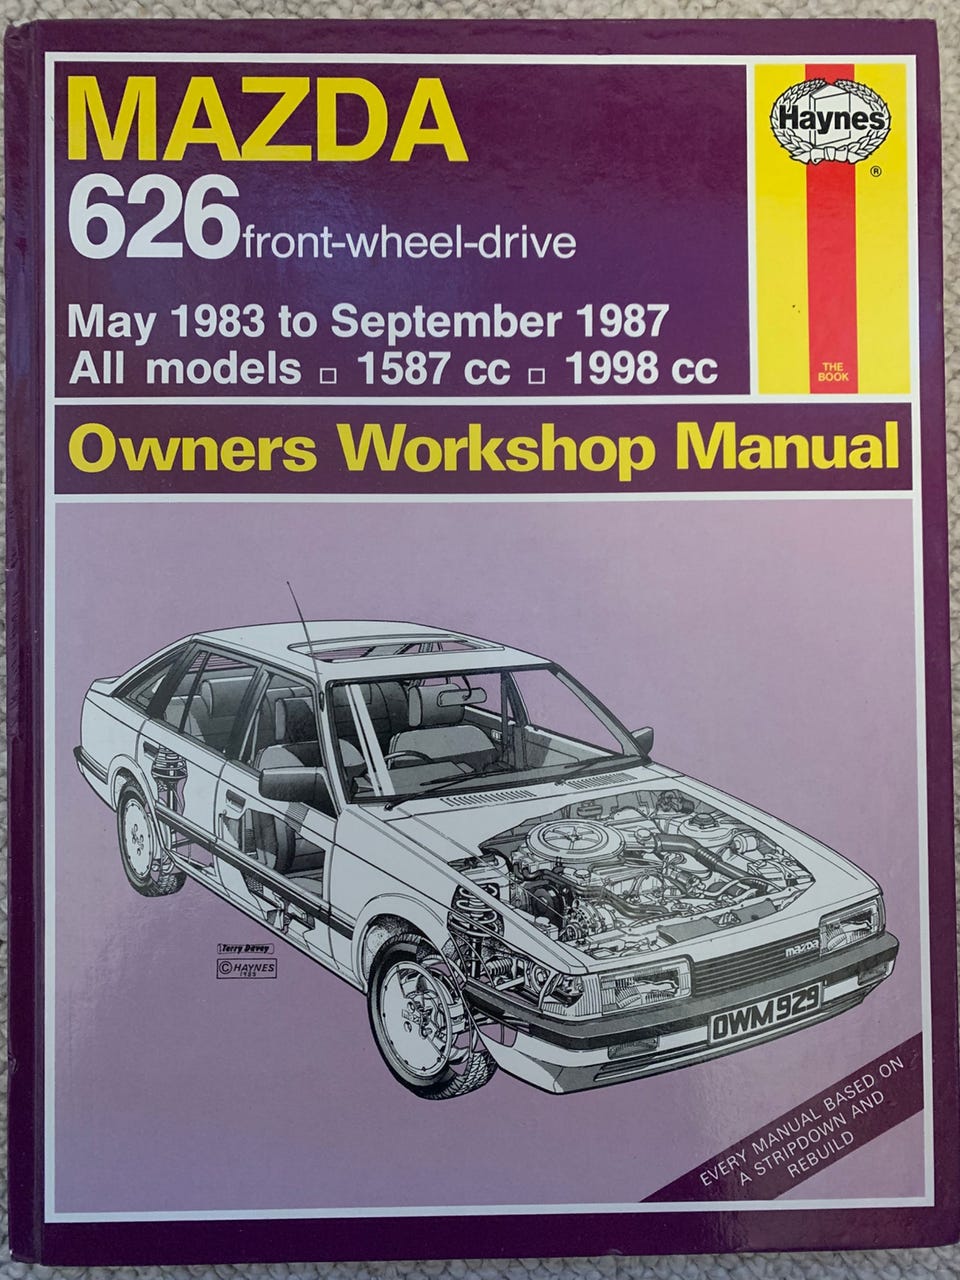 MAZDA
626 front-wheel-drive
May 1983 to September 1987
All models □ 1587 cc □ 1998 cc
Haynes
®
THE
BOOK
Owners Workshop Manual
Terry Davey
© HAYNES
1985
mazda
OWM 929
EVERY MANUAL BASED ON
A STRIPDOWN AND
REBUILD